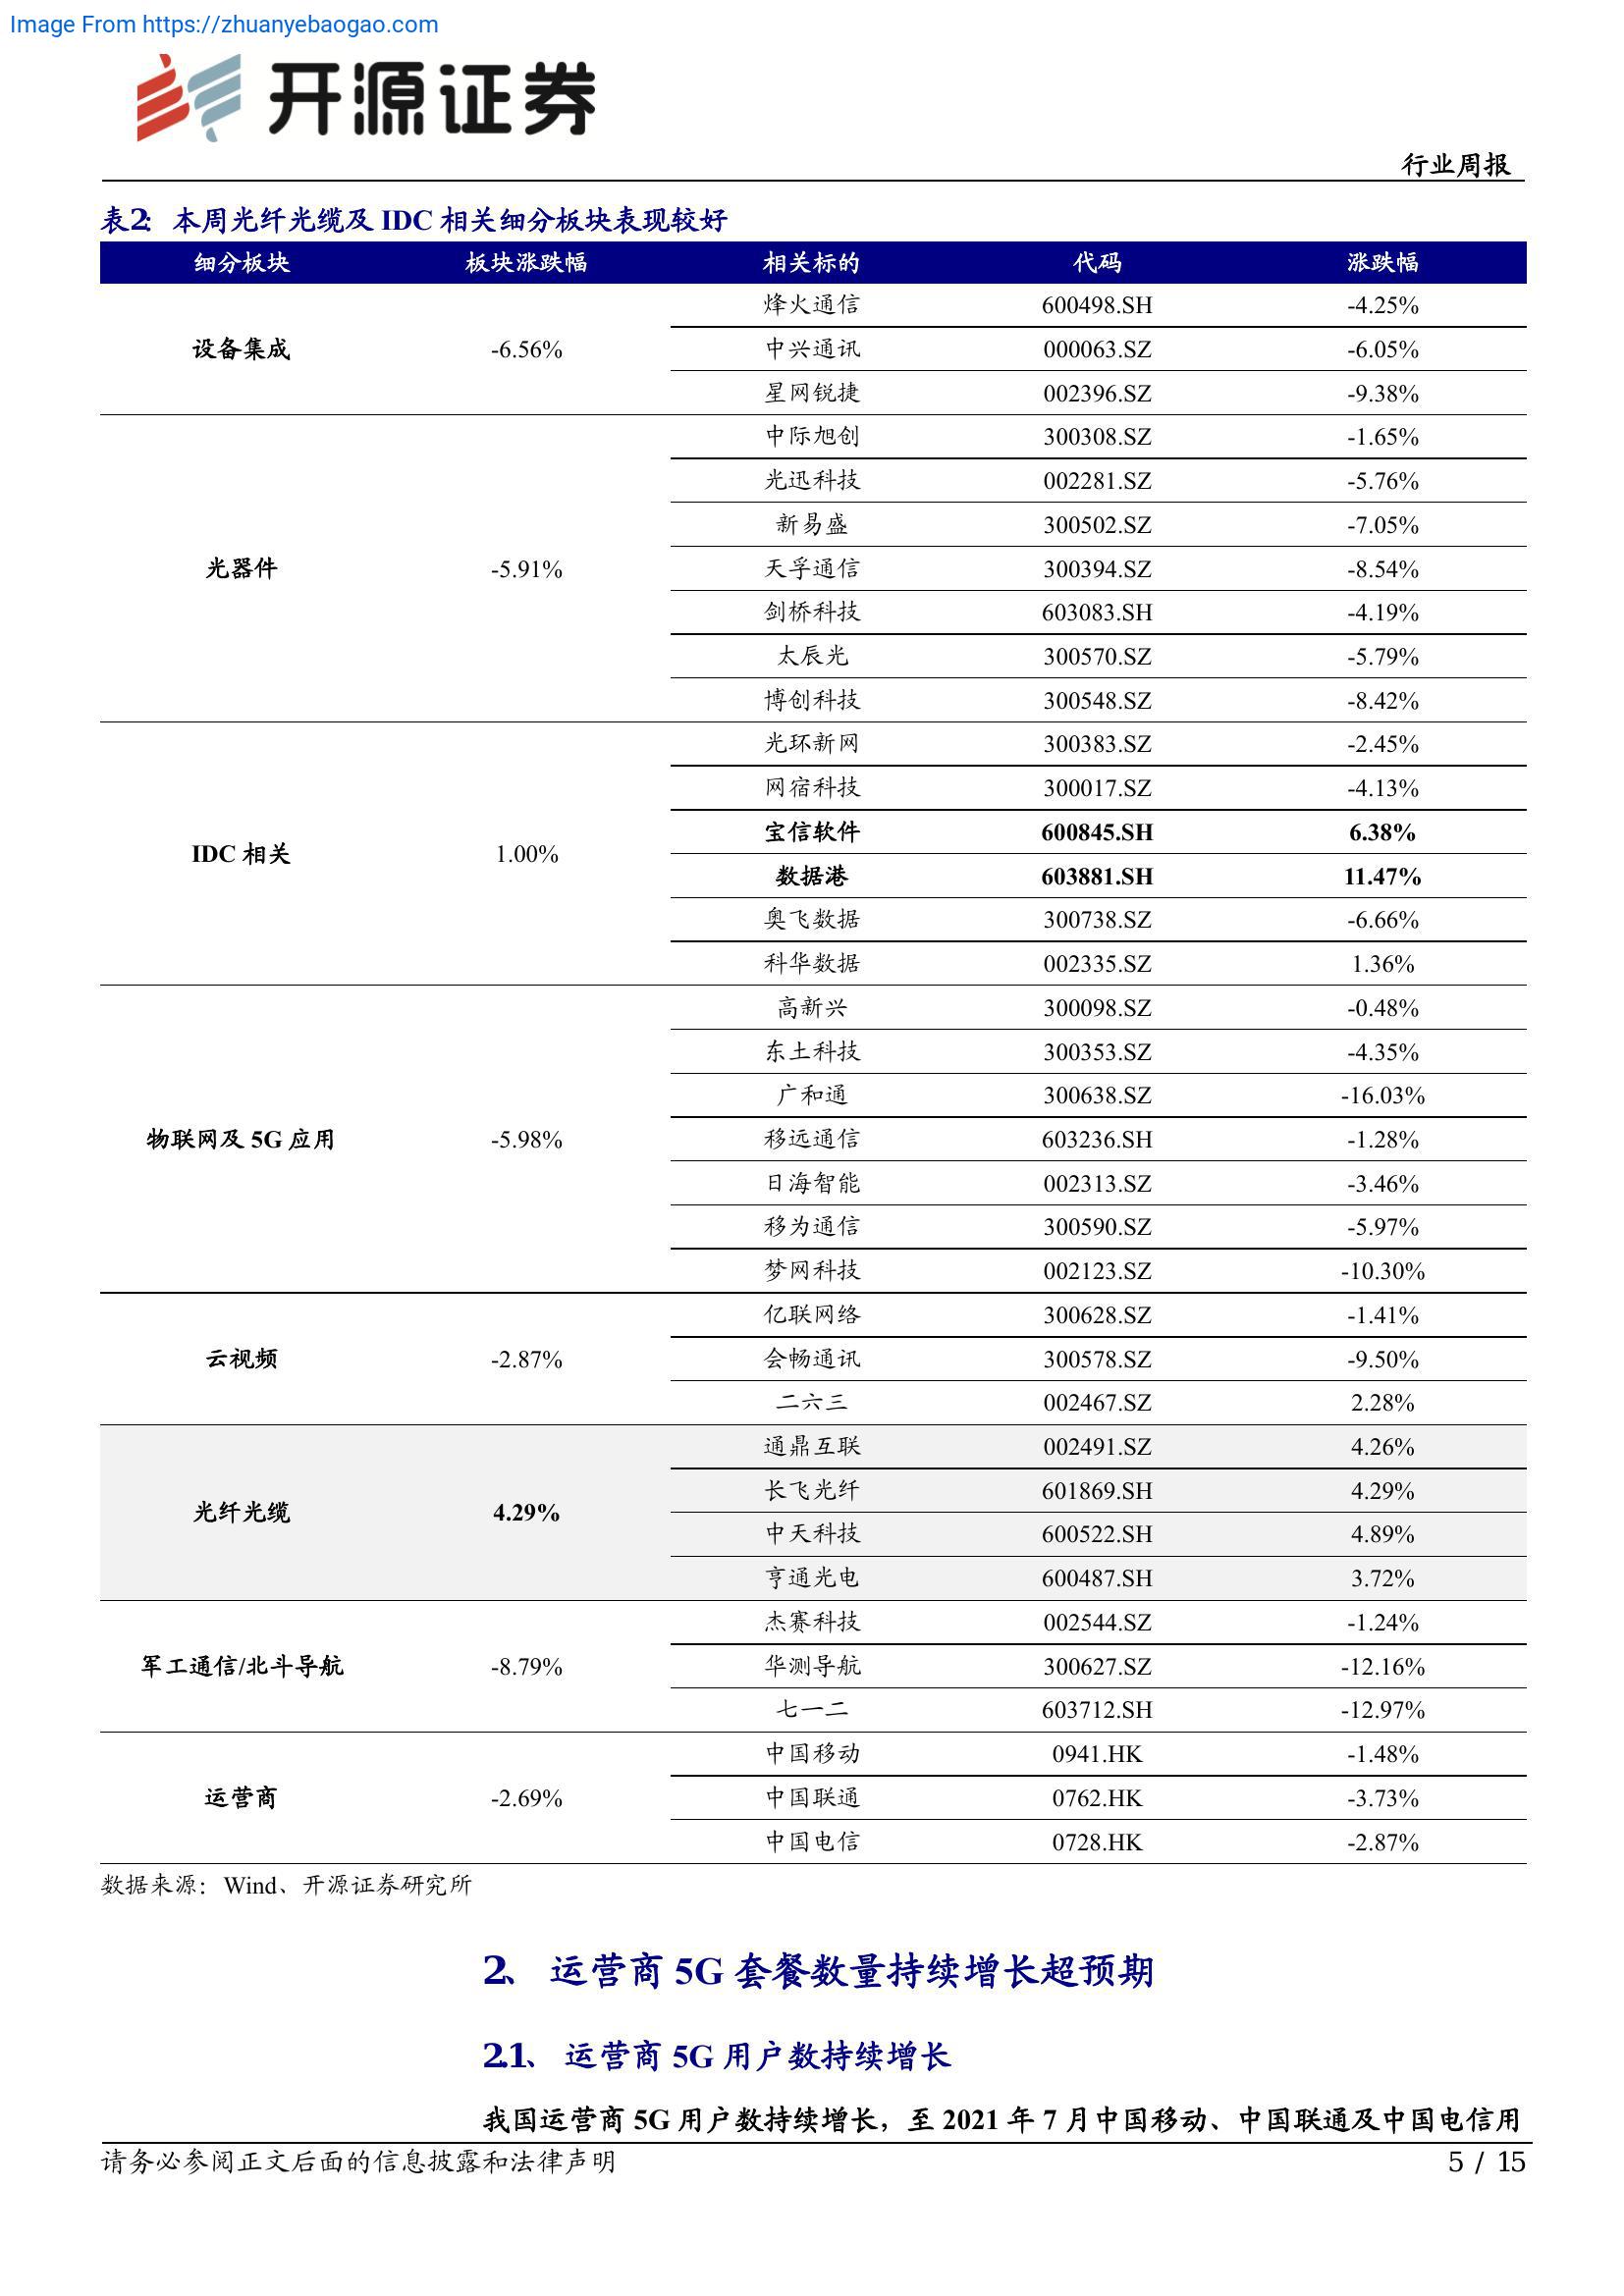 Image From https://zhuanyebaogao.com
开源证券
行业周报
表2： 本周光纤光缆及 IDC 相关细分板块表现较好
细分板块 板块涨跌幅 相关标的 代码 涨跌幅
烽火通信 600498.SH -4.25%
设备集成 -6.56% 中兴通讯 000063.SZ -6.05%
星网锐捷 002396.SZ -9.38%
中际旭创 300308.SZ -1.65%
光迅科技 002281.SZ -5.76%
新易盛 300502.SZ -7.05%
光器件 -5.91% 天孚通信 300394.SZ -8.54%
剑桥科技 603083.SH -4.19%
太辰光 300570.SZ -5.79%
博创科技 300548.SZ -8.42%
光环新网 300383.SZ -2.45%
网宿科技 300017.SZ -4.13%
宝信软件 600845.SH 6.38%
IDC 相关 1.00%
数据港 603881.SH 11.47%
奥飞数据 300738.SZ -6.66%
科华数据 002335.SZ 1.36%
高新兴 300098.SZ -0.48%
东土科技 300353.SZ -4.35%
广和通 300638.SZ -16.03%
物联网及 5G 应用 -5.98% 移远通信 603236.SH -1.28%
日海智能 002313.SZ -3.46%
移为通信 300590.SZ -5.97%
梦网科技 002123.SZ -10.30%
亿联网络 300628.SZ -1.41%
云视频 -2.87% 会畅通讯 300578.SZ -9.50%
二六三 002467.SZ 2.28%
通鼎互联 002491.SZ 4.26%
长飞光纤 601869.SH 4.29%
光纤光缆 4.29%
中天科技 600522.SH 4.89%
亨通光电 600487.SH 3.72%
杰赛科技 002544.SZ -1.24%
军工通信/北斗导航 -8.79% 华测导航 300627.SZ -12.16%
七一二 603712.SH -12.97%
中国移动 0941.HK -1.48%
运营商 -2.69% 中国联通 0762.HK -3.73%
中国电信 0728.HK -2.87%
数据来源：Wind、开源证券研究所
2、 运营商 5G 套餐数量持续增长超预期
2.1、 运营商 5G 用户数持续增长
我国运营商 5G 用户数持续增长，至 2021 年 7 月中国移动、中国联通及中国电信用
请务必参阅正文后面的信息披露和法律声明 5 / 15